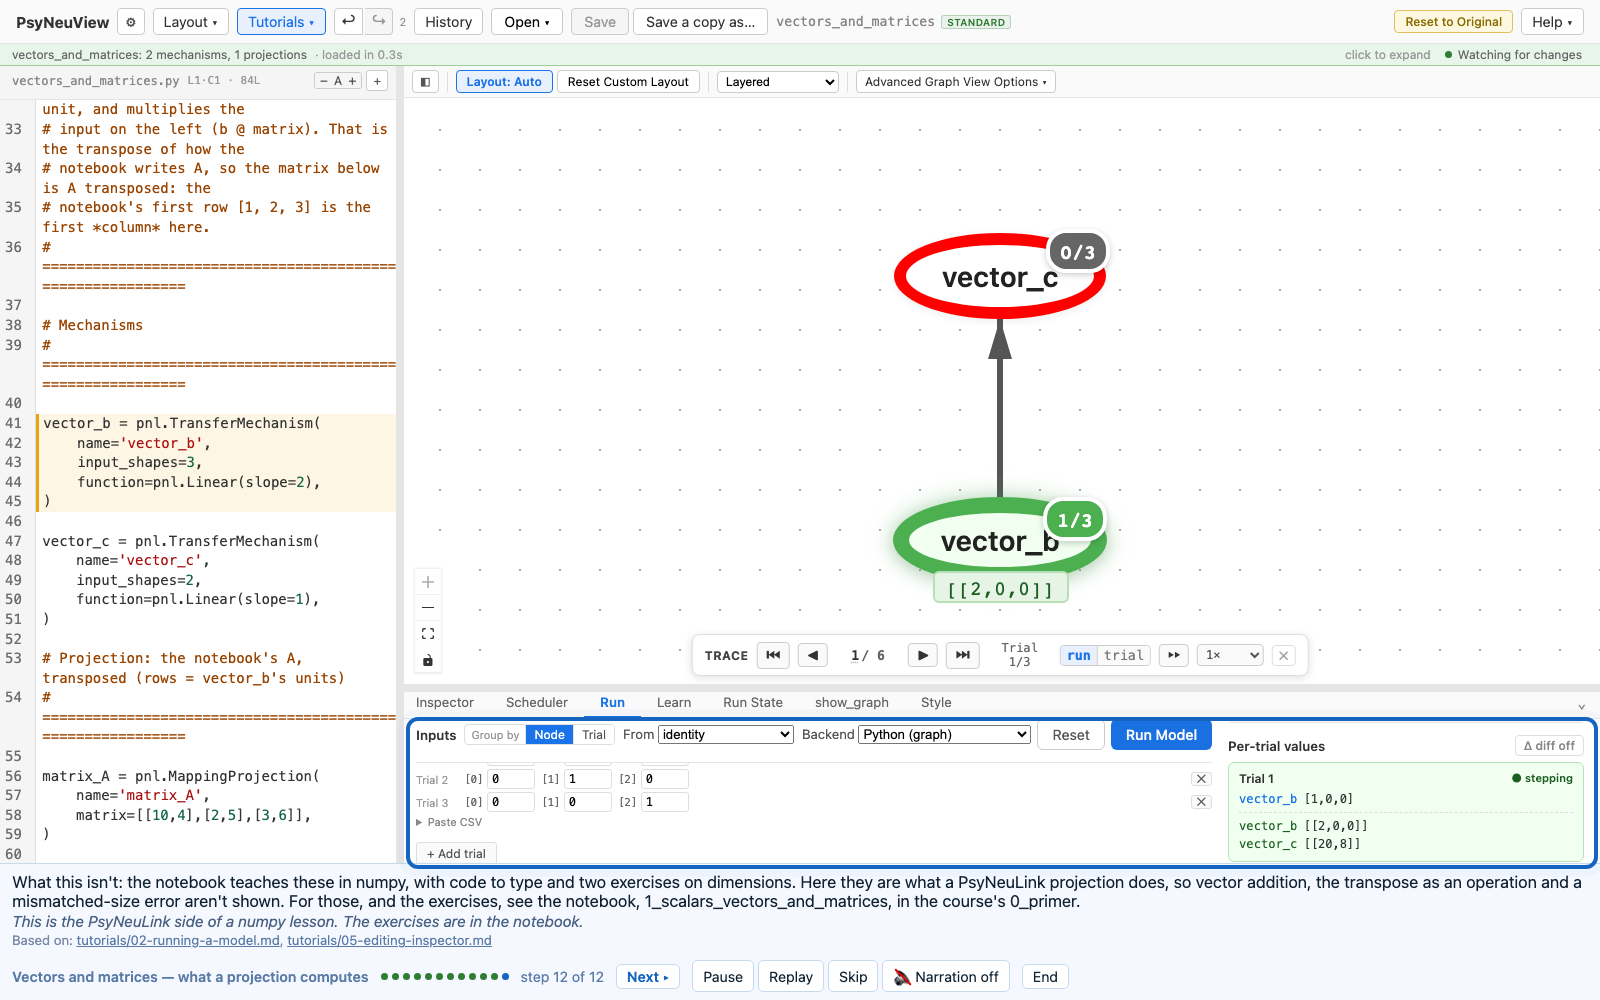 PsyNeuView ⚙ Layout ▾ Tutorials ▾ ↩ ↪ 2 History Open ▾ Save Save a copy as... vectors_and_matrices STANDARD Reset to Original Help ▾
vectors_and_matrices: 2 mechanisms, 1 projections · loaded in 0.3s click to expand ● Watching for changes
vectors_and_matrices.py L1·C1 · 84L − A + +
Layout: Auto Reset Custom Layout Layered Advanced Graph View Options ▾
unit, and multiplies the
33 # input on the left (b @ matrix). That is
the transpose of how the
34 # notebook writes A, so the matrix below
is A transposed: the
35 # notebook's first row [1, 2, 3] is the
first *column* here.
36 #
==========================================
=================
37
38 # Mechanisms
39 #
==========================================
=================
40
41 vector_b = pnl.TransferMechanism(
42 name='vector_b',
43 input_shapes=3,
44 function=pnl.Linear(slope=2),
45 )
46
47 vector_c = pnl.TransferMechanism(
48 name='vector_c',
49 input_shapes=2,
50 function=pnl.Linear(slope=1),
51 )
52
53 # Projection: the notebook's A,
transposed (rows = vector_b's units)
54 #
==========================================
=================
55
56 matrix_A = pnl.MappingProjection(
57 name='matrix_A',
58 matrix=[[10,4],[2,5],[3,6]],
59 )
60
0/3
vector_c
1/3
vector_b
[[2,0,0]]
TRACE ⏮ ◀ 1 / 6 ▶ ⏭ Trial 1/3 run trial 1× ×
Inspector Scheduler Run Learn Run State show_graph Style
Inputs Group by Node Trial From identity Backend Python (graph) Reset Run Model
Trial 2 [0] 0 [1] 1 [2] 0 ×
Trial 3 [0] 0 [1] 0 [2] 1 ×
▸ Paste CSV
+ Add trial
Per-trial values Δ diff off
Trial 1 ● stepping
vector_b [1,0,0]
vector_b [[2,0,0]]
vector_c [[20,8]]
What this isn't: the notebook teaches these in numpy, with code to type and two exercises on dimensions. Here they are what a PsyNeuLink projection does, so vector addition, the transpose as an operation and a
mismatched-size error aren't shown. For those, and the exercises, see the notebook, 1_scalars_vectors_and_matrices, in the course's 0_primer.
This is the PsyNeuLink side of a numpy lesson. The exercises are in the notebook.
Based on: tutorials/02-running-a-model.md, tutorials/05-editing-inspector.md
Vectors and matrices — what a projection computes step 12 of 12 Next ▸ Pause Replay Skip Narration off End